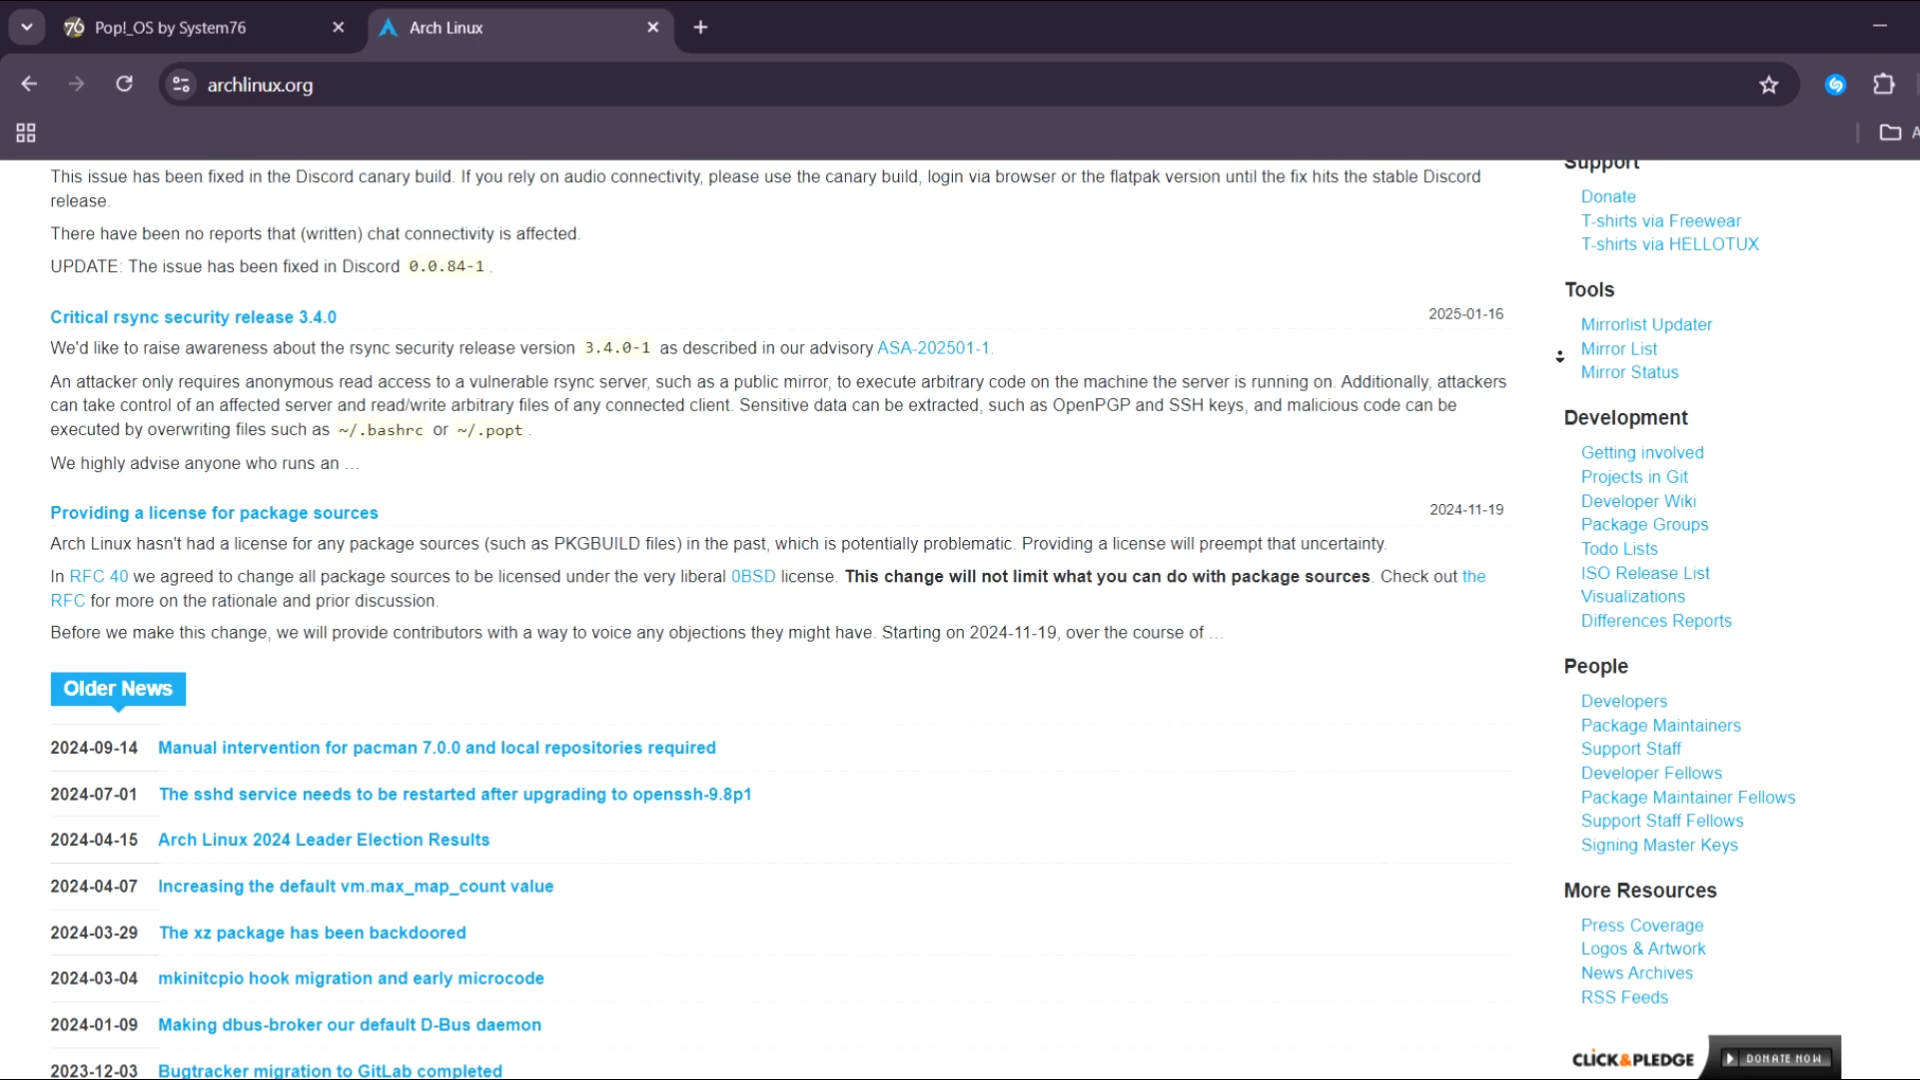 Pop!_OS by System76
Arch Linux
archlinux.org
This issue has been fixed in the Discord canary build. If you rely on audio connectivity, please use the canary build, login via browser or the flatpak version until the fix hits the stable Discord
release.
There have been no reports that (written) chat connectivity is affected.
UPDATE: The issue has been fixed in Discord 0.0.84-1 .
Critical rsync security release 3.4.0
2025-01-16
We'd like to raise awareness about the rsync security release version 3.4.0-1 as described in our advisory ASA-202501-1.
An attacker only requires anonymous read access to a vulnerable rsync server, such as a public mirror, to execute arbitrary code on the machine the server is running on. Additionally, attackers
can take control of an affected server and read/write arbitrary files of any connected client. Sensitive data can be extracted, such as OpenPGP and SSH keys, and malicious code can be
executed by overwriting files such as ~/.bashrc or ~/.popt .
We highly advise anyone who runs an …
Providing a license for package sources
2024-11-19
Arch Linux hasn't had a license for any package sources (such as PKGBUILD files) in the past, which is potentially problematic. Providing a license will preempt that uncertainty.
In RFC 40 we agreed to change all package sources to be licensed under the very liberal 0BSD license. This change will not limit what you can do with package sources. Check out the
RFC for more on the rationale and prior discussion.
Before we make this change, we will provide contributors with a way to voice any objections they might have. Starting on 2024-11-19, over the course of …
Older News
2024-09-14 Manual intervention for pacman 7.0.0 and local repositories required
2024-07-01 The sshd service needs to be restarted after upgrading to openssh-9.8p1
2024-04-15 Arch Linux 2024 Leader Election Results
2024-04-07 Increasing the default vm.max_map_count value
2024-03-29 The xz package has been backdoored
2024-03-04 mkinitcpio hook migration and early microcode
2024-01-09 Making dbus-broker our default D-Bus daemon
2023-12-03 Bugtracker migration to GitLab completed
Support
Donate
T-shirts via Freewear
T-shirts via HELLOTUX
Tools
Mirrorlist Updater
Mirror List
Mirror Status
Development
Getting involved
Projects in Git
Developer Wiki
Package Groups
Todo Lists
ISO Release List
Visualizations
Differences Reports
People
Developers
Package Maintainers
Support Staff
Developer Fellows
Package Maintainer Fellows
Support Staff Fellows
Signing Master Keys
More Resources
Press Coverage
Logos & Artwork
News Archives
RSS Feeds
CLICK&PLEDGE
DONATE NOW